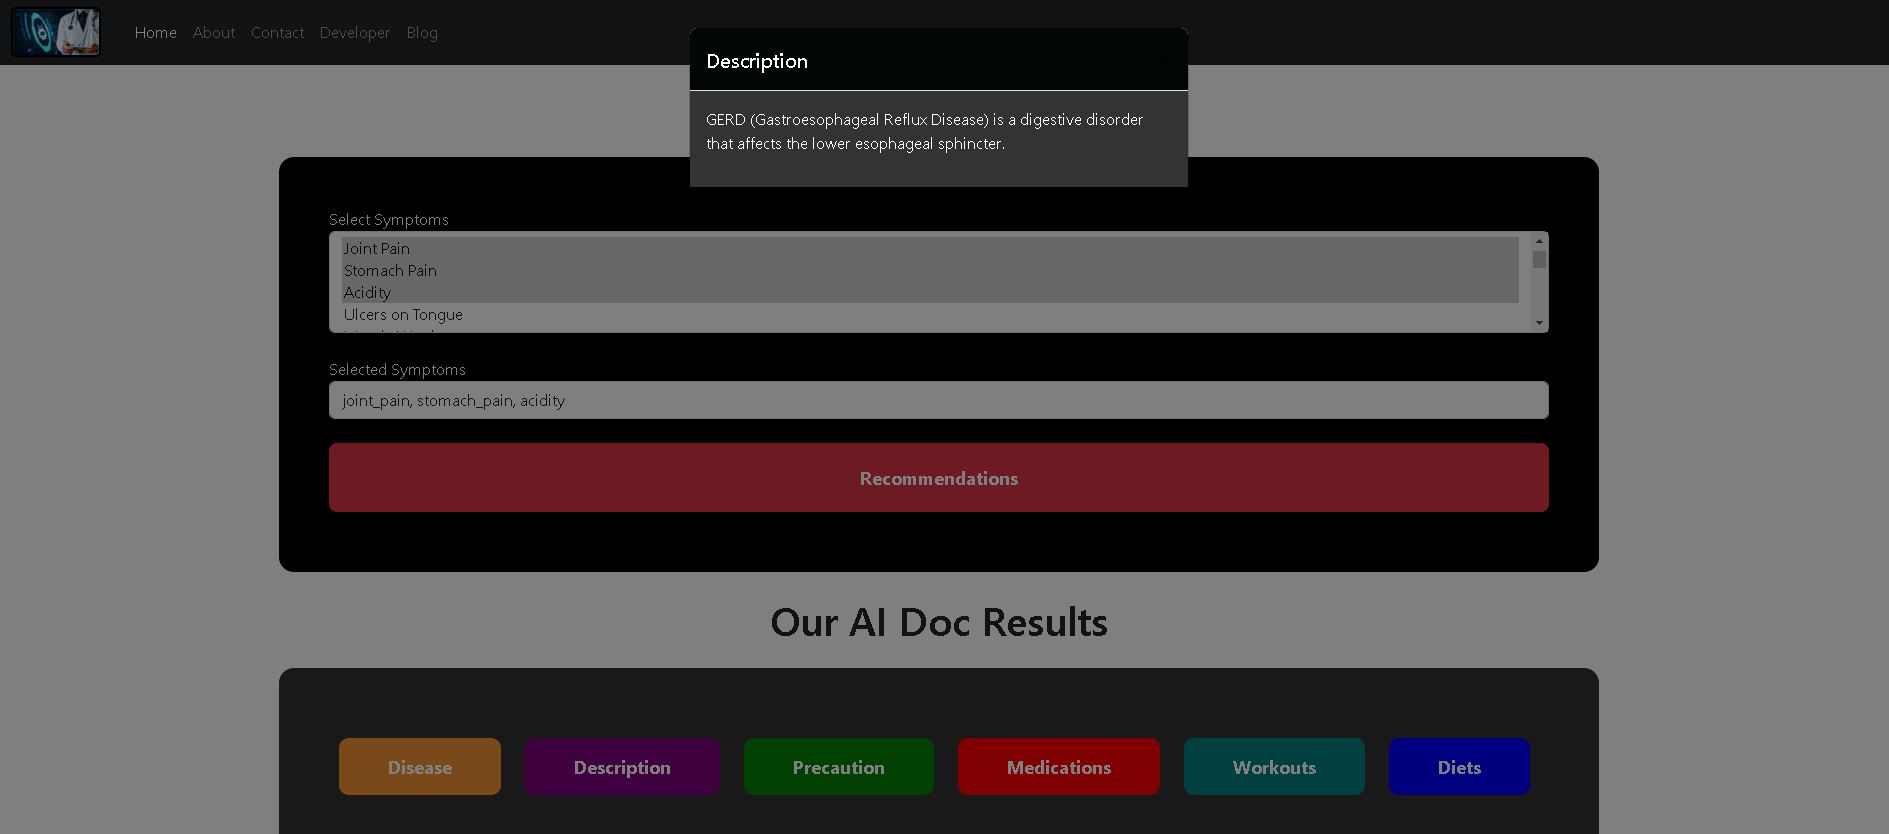 Home About Contact Developer Blog
Description
GERD (Gastroesophageal Reflux Disease) is a digestive disorder
that affects the lower esophageal sphincter.
Select Symptoms
Joint Pain
Stomach Pain
Acidity
Ulcers on Tongue
Selected Symptoms
joint_pain, stomach_pain, acidity
Recommendations
Our AI Doc Results
Disease Description Precaution Medications Workouts Diets